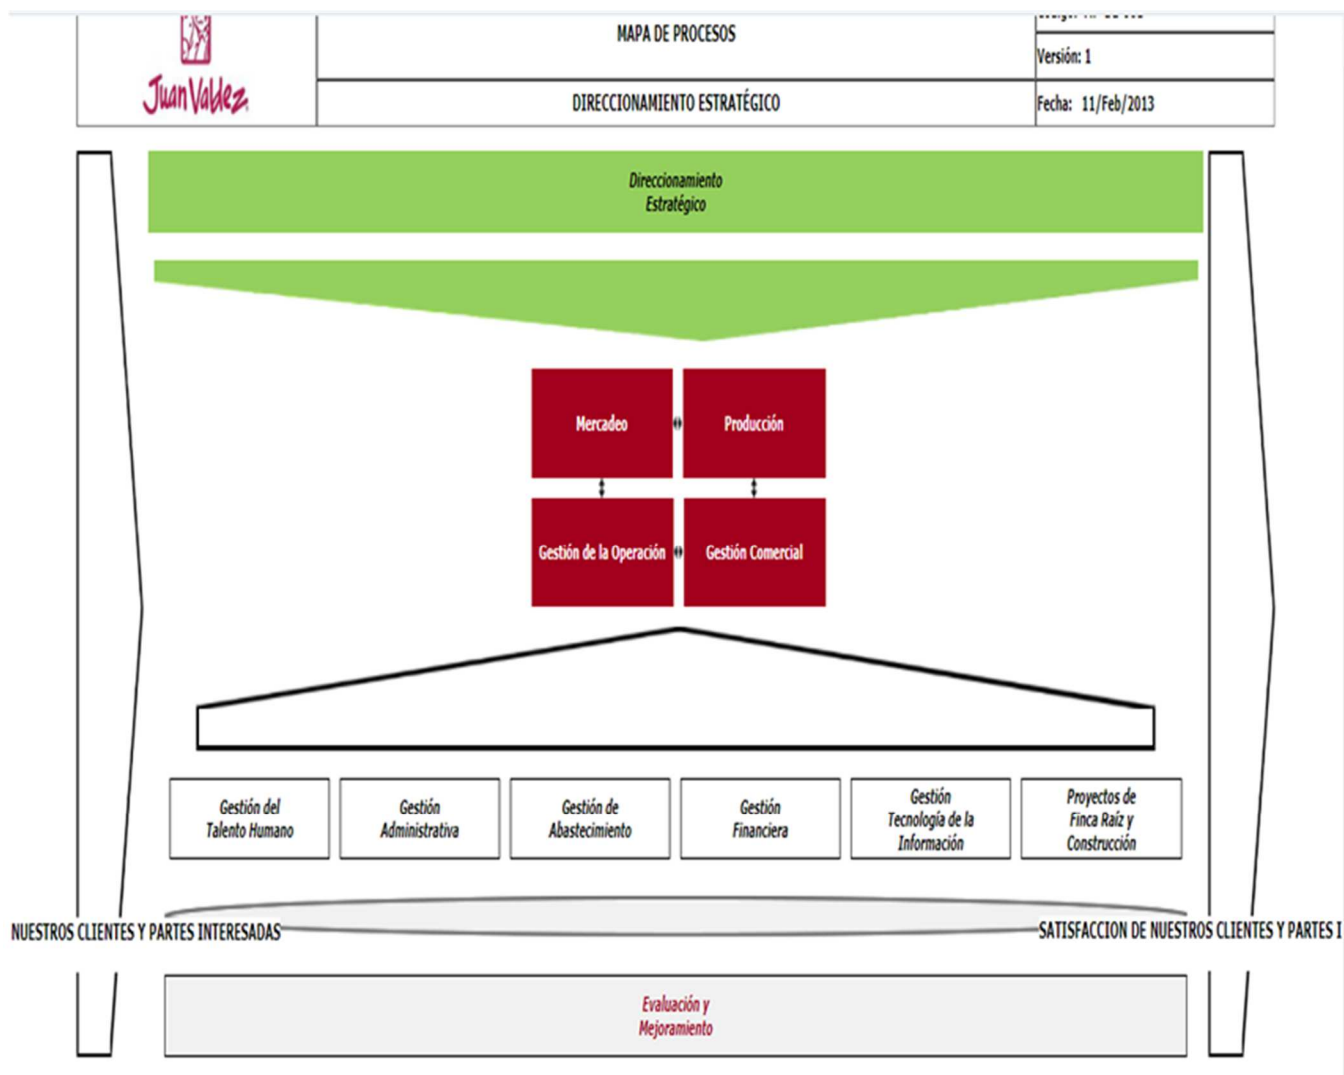 Juan Valdez
MAPA DE PROCESOS
Versión: 1
DIRECCIONAMIENTO ESTRATÉGICO
Fecha: 11/Feb/2013
Direccionamiento
Estratégico
Mercadeo
Producción
Gestión de la Operación
Gestión Comercial
Gestión del
Talento Humano
Gestión
Administrativa
Gestión de
Abastecimiento
Gestión
Financiera
Gestión
Tecnología de la
Información
Proyectos de
Finca Raíz y
Construcción
NUESTROS CLIENTES Y PARTES INTERESADAS
SATISFACCION DE NUESTROS CLIENTES Y PARTES I
Evaluación y
Mejoramiento